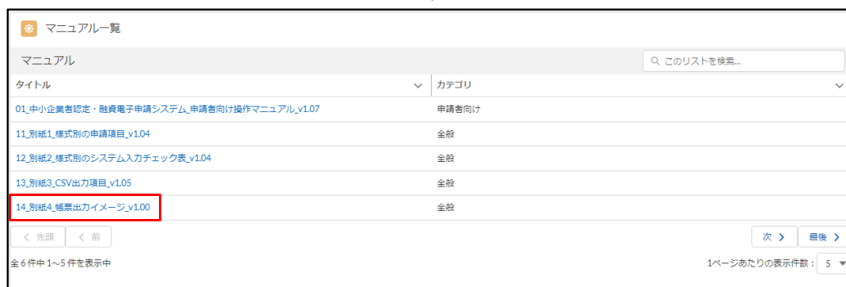 マニュアル一覧
マニュアル
このリストを検索...
タイトル カテゴリ
01_中小企業者認定・融資電子申請システム_申請者向け操作マニュアル_v1.07 申請者向け
11_別紙1_様式別の申請項目_v1.04 全般
12_別紙2_様式別のシステム入力チェック表_v1.04 全般
13_別紙3_CSV出力項目_v1.05 全般
14_別紙4_帳票出力イメージ_v1.00 全般
< 先頭 < 前 次 > 最後 >
全6件中1~5件を表示中 1ページあたりの表示件数: 5